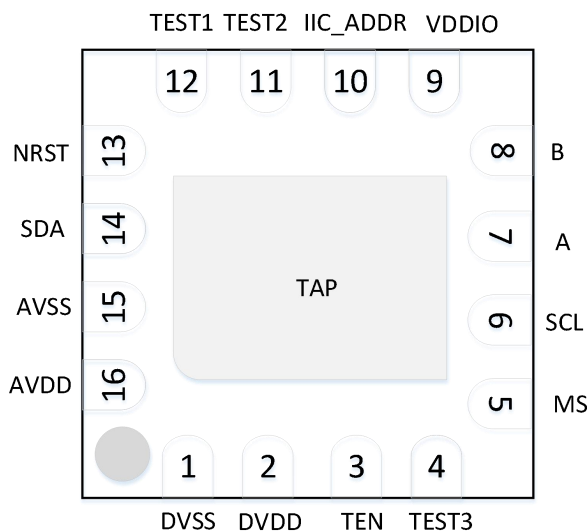 TEST1 TEST2 IIC_ADDR VDDIO
12 11 10 9
NRST 13 8 B
SDA 14 7 A
TAP
AVSS 15 6 SCL
AVDD 16 5 MS
1 2 3 4
DVSS DVDD TEN TEST3